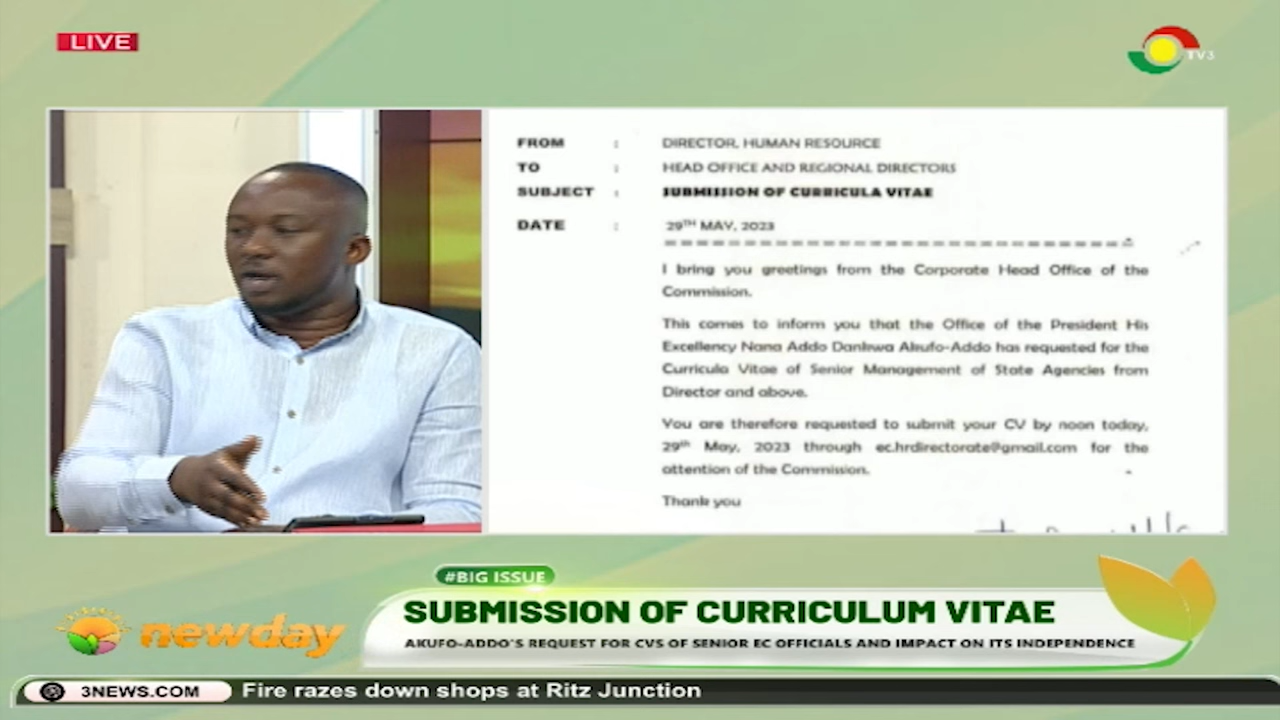 LIVE
TV3
FROM : DIRECTOR, HUMAN RESOURCE
TO : HEAD OFFICE AND REGIONAL DIRECTORS
SUBJECT : SUBMISSION OF CURRICULA VITAE
DATE : 29TH MAY, 2023
I bring you greetings from the Corporate Head Office of the
Commission.
This comes to inform you that the Office of the President His
Excellency Nana Addo Dankwa Akufo-Addo has requested for the
Curricula Vitae of Senior Management of State Agencies from
Director and above.
You are therefore requested to submit your CV by noon today,
29th May, 2023 through ec.hrdirectorate@gmail.com for the
attention of the Commission.
Thank you
#BIG ISSUE
SUBMISSION OF CURRICULUM VITAE
AKUFO-ADDO'S REQUEST FOR CVS OF SENIOR EC OFFICIALS AND IMPACT ON ITS INDEPENDENCE
newday
3NEWS.COM Fire razes down shops at Ritz Junction